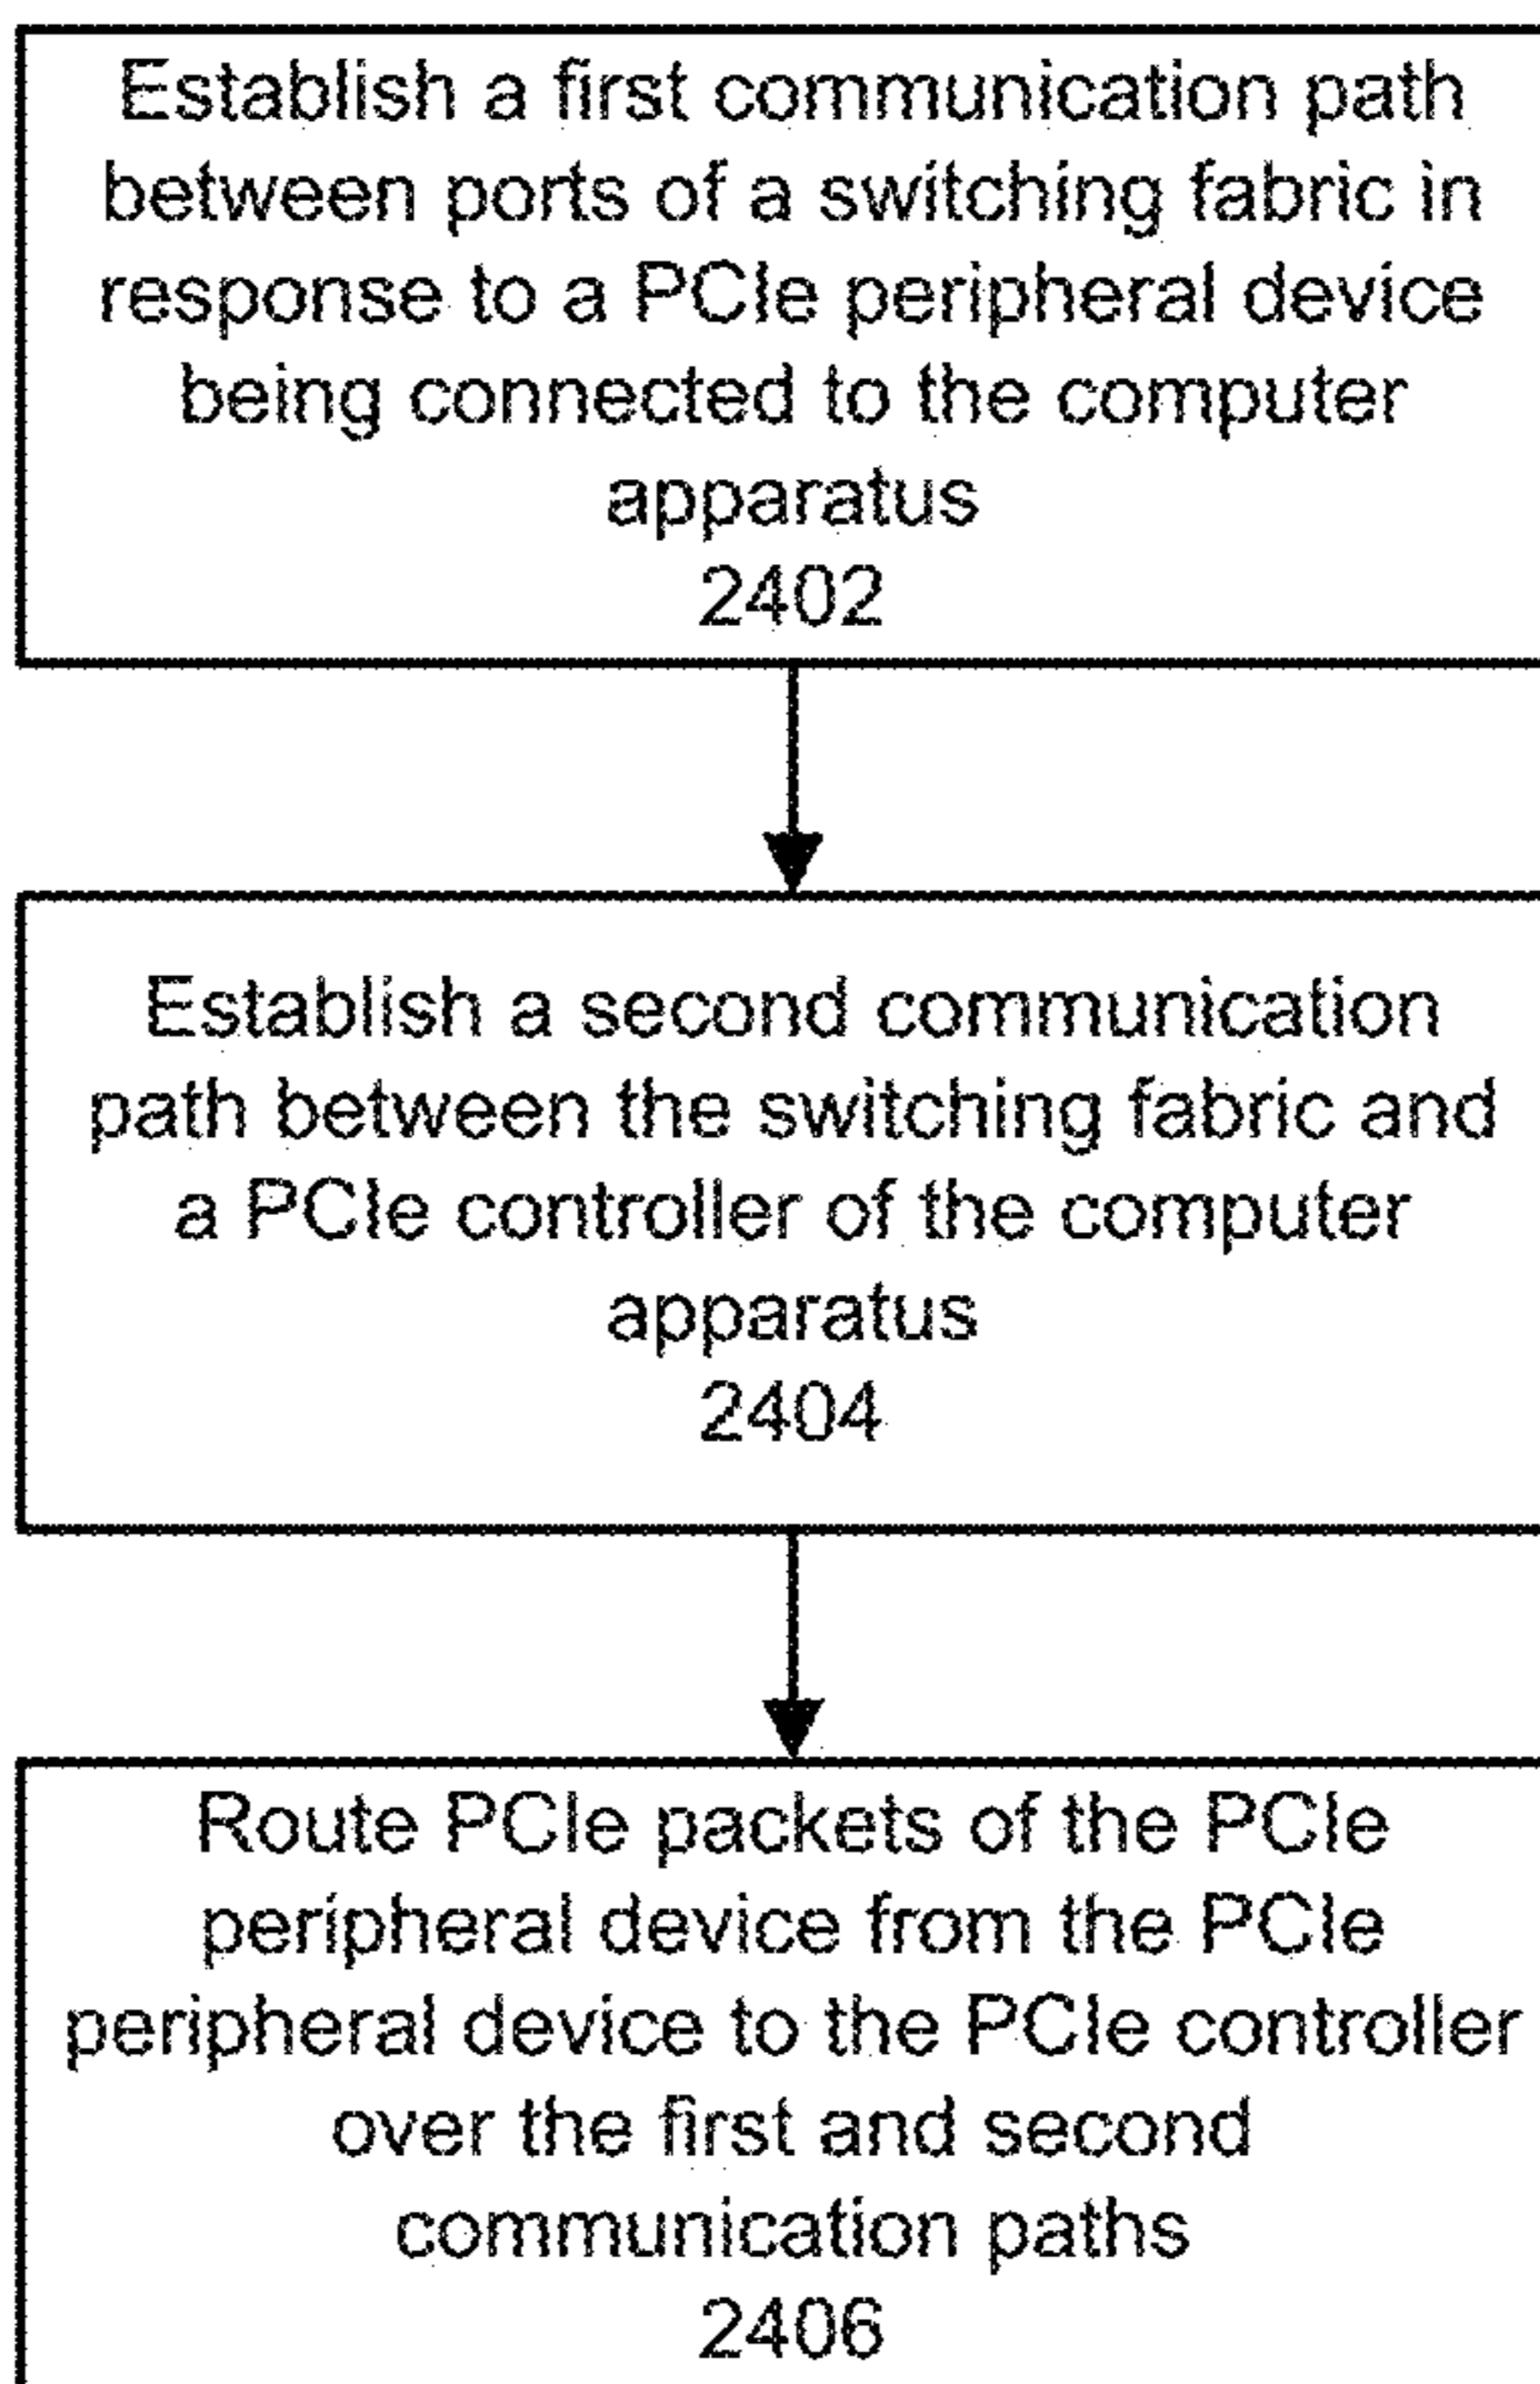 Establish a first communication path
between ports of a switching fabric in
response to a PCIe peripheral device
being connected to the computer
apparatus
2402
Establish a second communication
path between the switching fabric and
a PCIe controller of the computer
apparatus
2404
Route PCIe packets of the PCIe
peripheral device from the PCIe
peripheral device to the PCIe controller
over the first and second
communication paths
2406